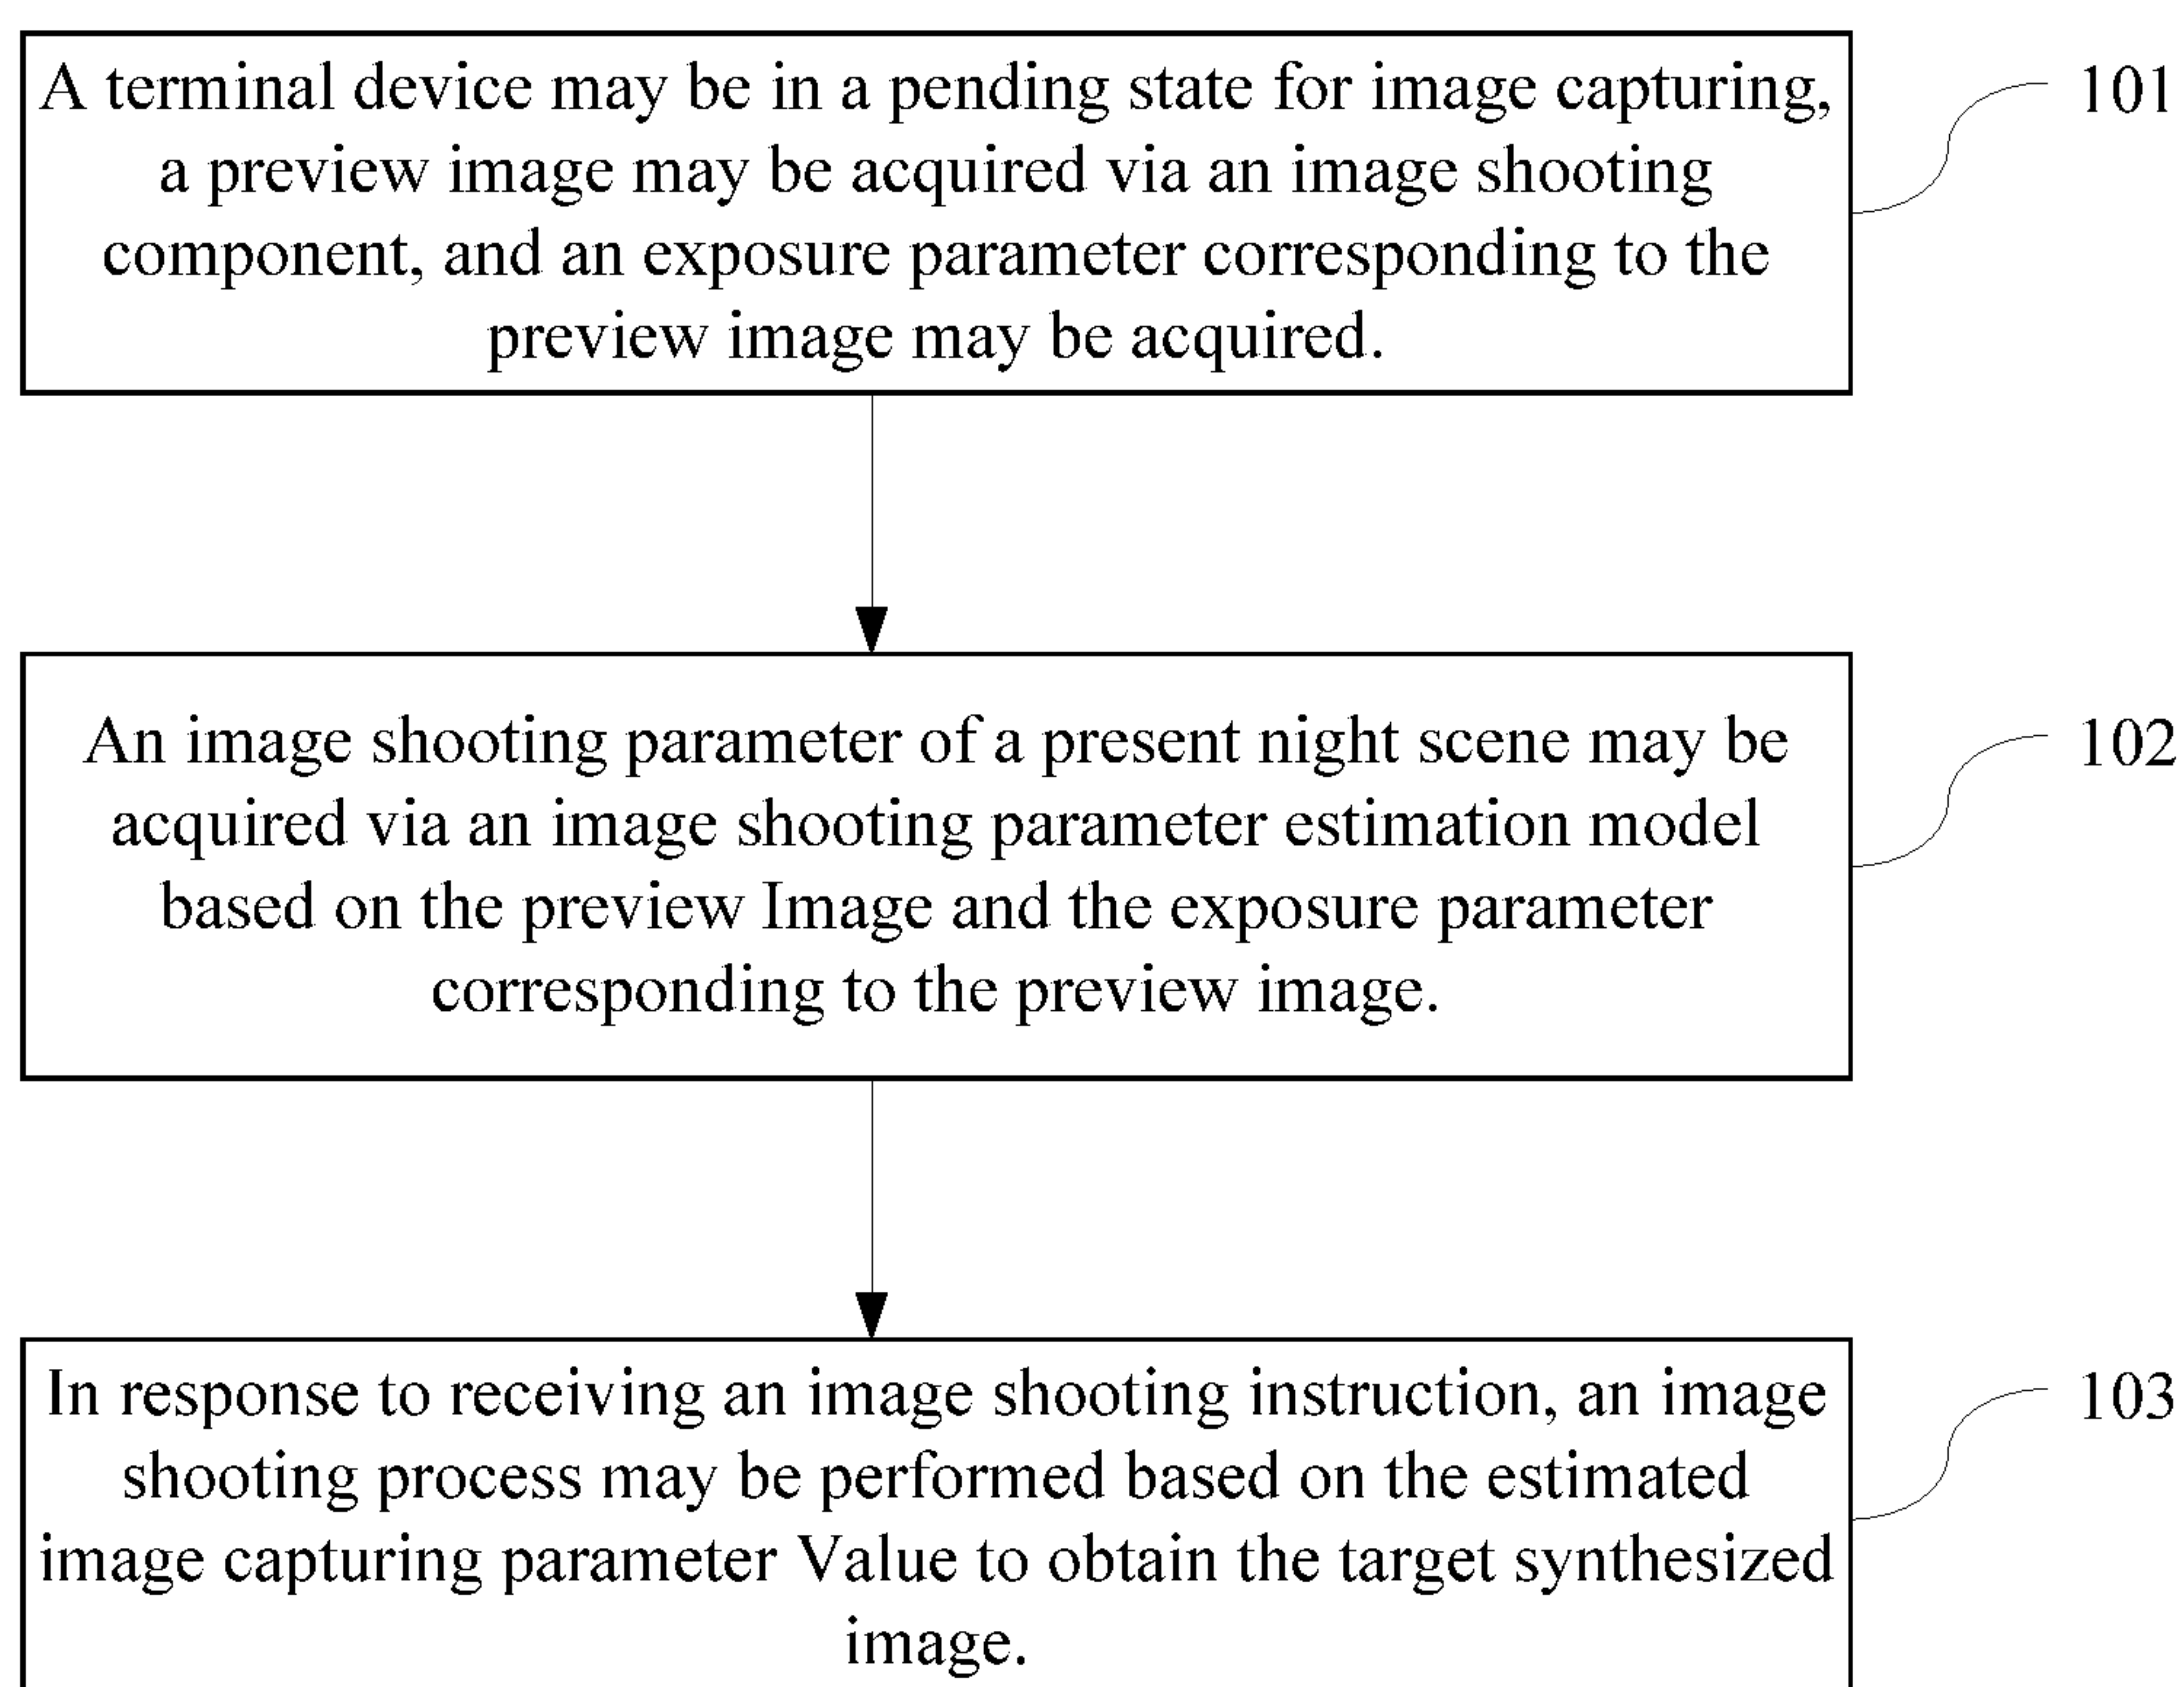 A terminal device may be in a pending state for image capturing,
a preview image may be acquired via an image shooting
component, and an exposure parameter corresponding to the
preview image may be acquired.
101
An image shooting parameter of a present night scene may be
acquired via an image shooting parameter estimation model
based on the preview Image and the exposure parameter
corresponding to the preview image.
102
In response to receiving an image shooting instruction, an image
shooting process may be performed based on the estimated
image capturing parameter Value to obtain the target synthesized
image.
103